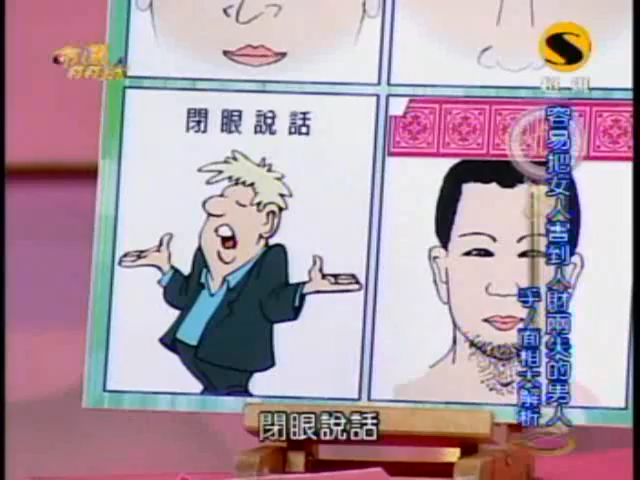 閉眼說話
容易把女人害到人財兩失的男人
手/面相大解析
閉眼說話